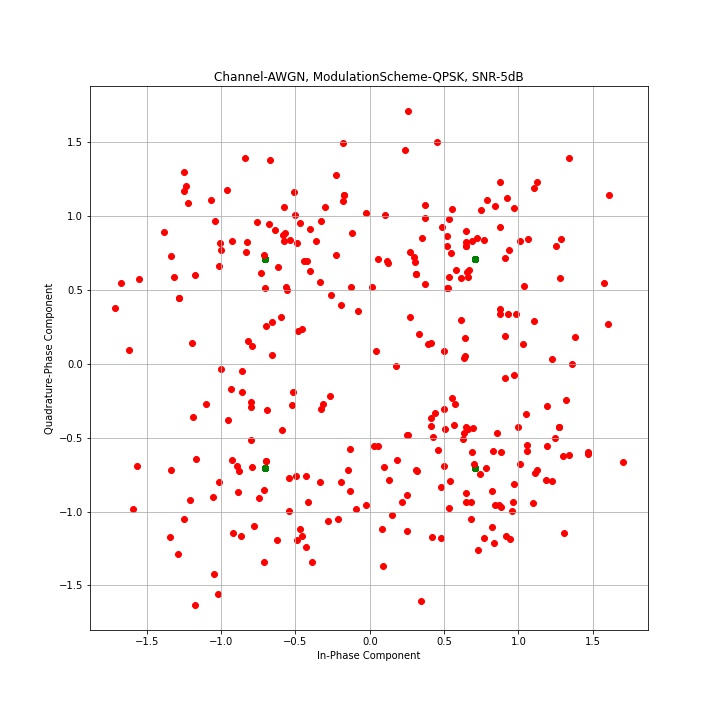 Channel-AWGN, ModulationScheme-QPSK, SNR-5dB
Quadrature-Phase Component
1.5
1.0
0.5
0.0
−0.5
−1.0
−1.5
−1.5 −1.0 −0.5 0.0 0.5 1.0 1.5
In-Phase Component